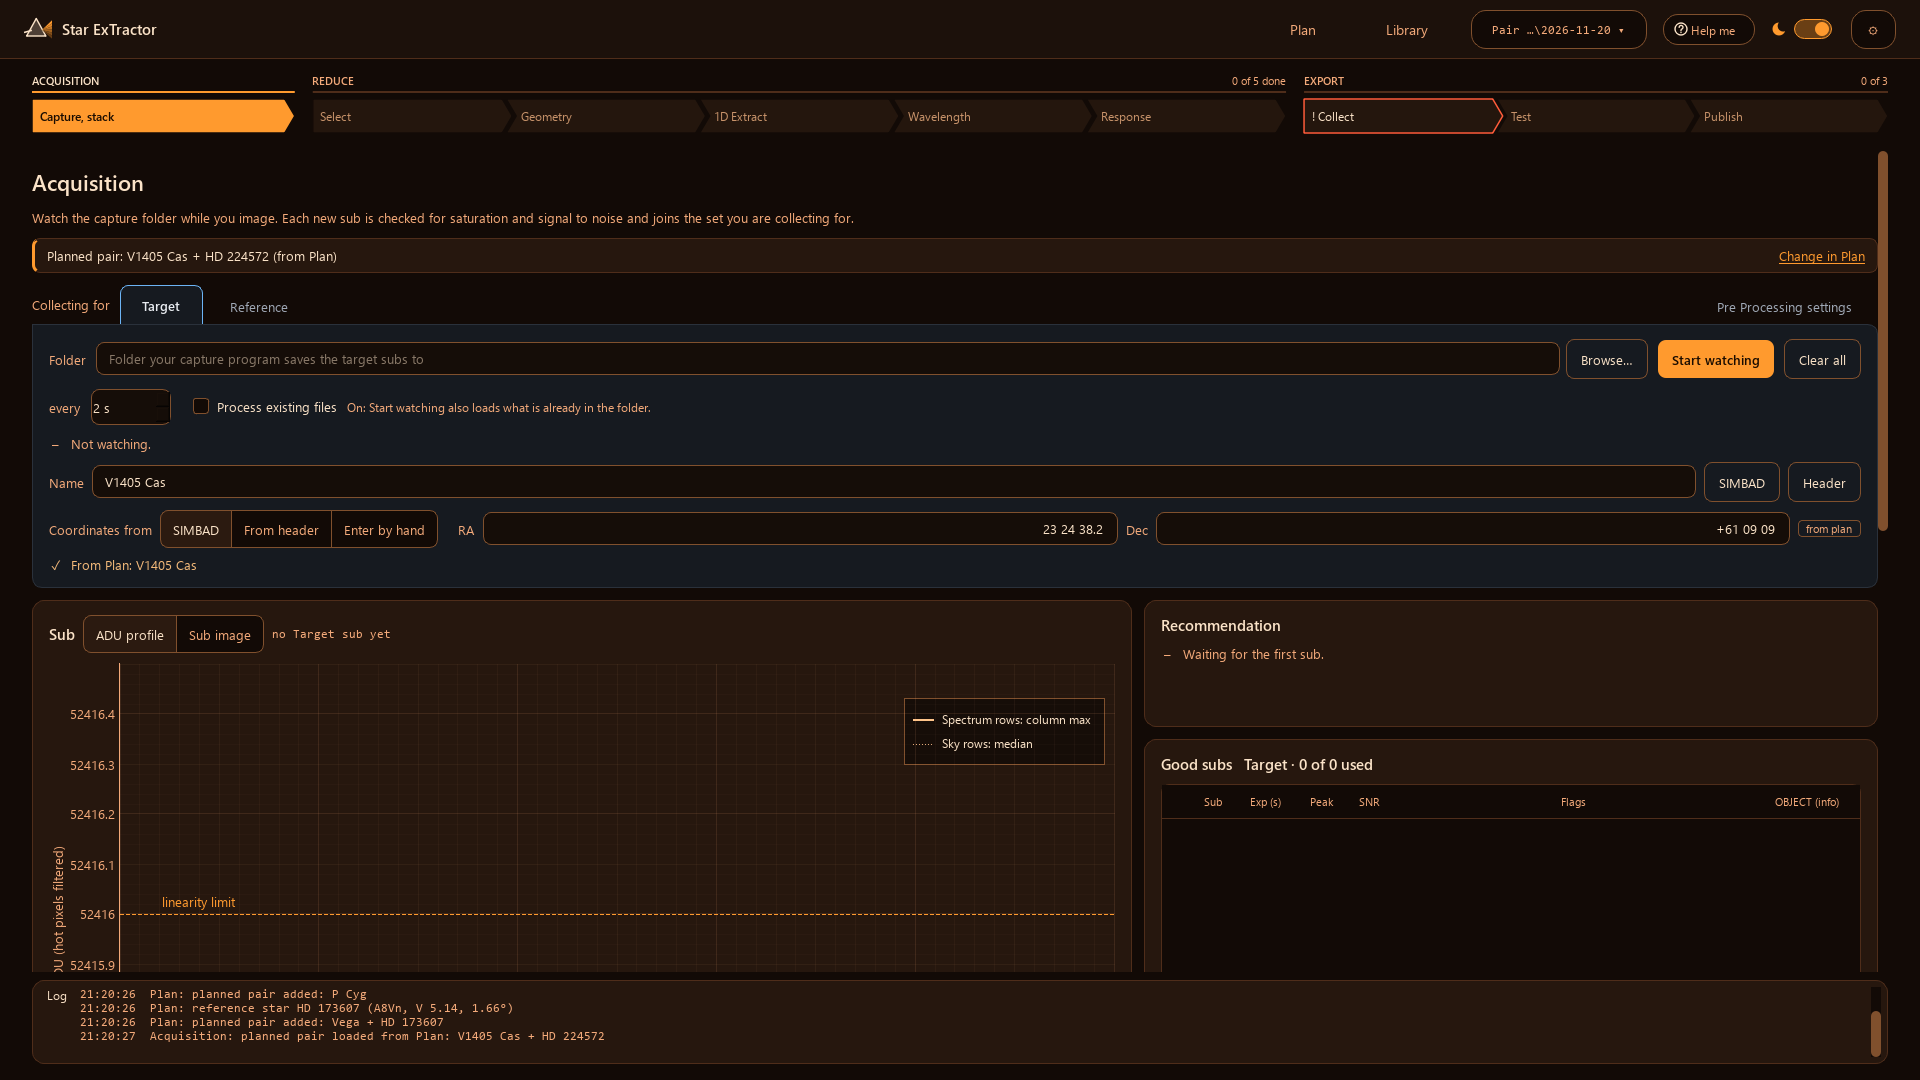 Star ExTractor
Plan
Library
Pair …\2026-11-20 ▾
Help me
ACQUISITION
REDUCE
0 of 5 done
EXPORT
0 of 3
Capture, stack
Select
Geometry
1D Extract
Wavelength
Response
! Collect
Test
Publish
Acquisition
Watch the capture folder while you image. Each new sub is checked for saturation and signal to noise and joins the set you are collecting for.
Planned pair: V1405 Cas + HD 224572 (from Plan)
Change in Plan
Collecting for
Target
Reference
Pre Processing settings
Folder
Folder your capture program saves the target subs to
Browse...
Start watching
Clear all
every
2 s
Process existing files
On: Start watching also loads what is already in the folder.
– Not watching.
Name
V1405 Cas
SIMBAD
Header
Coordinates from
SIMBAD
From header
Enter by hand
RA
23 24 38.2
Dec
+61 09 09
from plan
✓ From Plan: V1405 Cas
Sub
ADU profile
Sub image
no Target sub yet
52416.4
52416.3
52416.2
52416.1
52416
52415.9
(hot pixels filtered)
linearity limit
Spectrum rows: column max
Sky rows: median
Recommendation
– Waiting for the first sub.
Good subs Target · 0 of 0 used
Sub
Exp (s)
Peak
SNR
Flags
OBJECT (info)
Log
21:20:26 Plan: planned pair added: P Cyg
21:20:26 Plan: reference star HD 173607 (A8Vn, V 5.14, 1.66°)
21:20:26 Plan: planned pair added: Vega + HD 173607
21:20:27 Acquisition: planned pair loaded from Plan: V1405 Cas + HD 224572